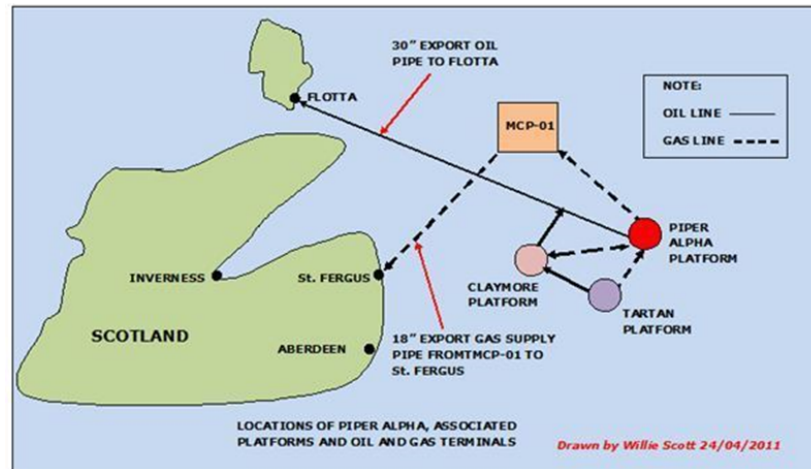 30" EXPORT OIL
PIPE TO FLOTTA
FLOTTA
MCP-01
NOTE:
OIL LINE
GAS LINE
PIPER
ALPHA
PLATFORM
CLAYMORE
PLATFORM
TARTAN
PLATFORM
INVERNESS
St. FERGUS
SCOTLAND
ABERDEEN
18" EXPORT GAS SUPPLY
PIPE FROMTMCP-01 TO
St. FERGUS
LOCATIONS OF PIPER ALPHA, ASSOCIATED
PLATFORMS AND OIL AND GAS TERMINALS
Drawn by Willie Scott 24/04/2011